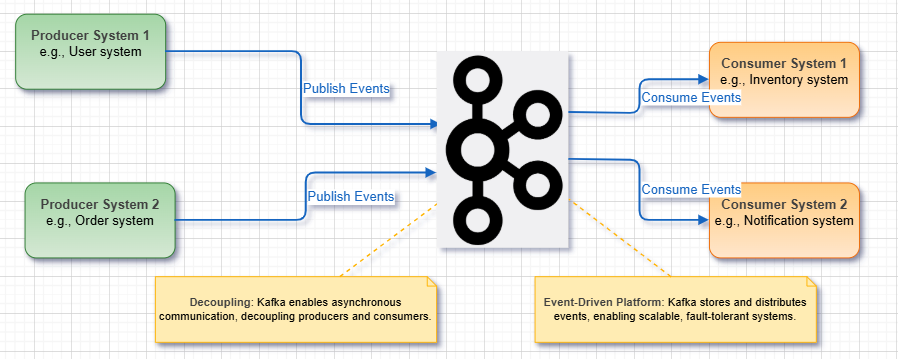 Producer System 1
e.g., User system
Publish Events
Consumer System 1
e.g., Inventory system
Consume Events
Producer System 2
e.g., Order system
Publish Events
Consume Events
Consumer System 2
e.g., Notification system
Decoupling: Kafka enables asynchronous
communication, decoupling producers and consumers.
Event-Driven Platform: Kafka stores and distributes
events, enabling scalable, fault-tolerant systems.